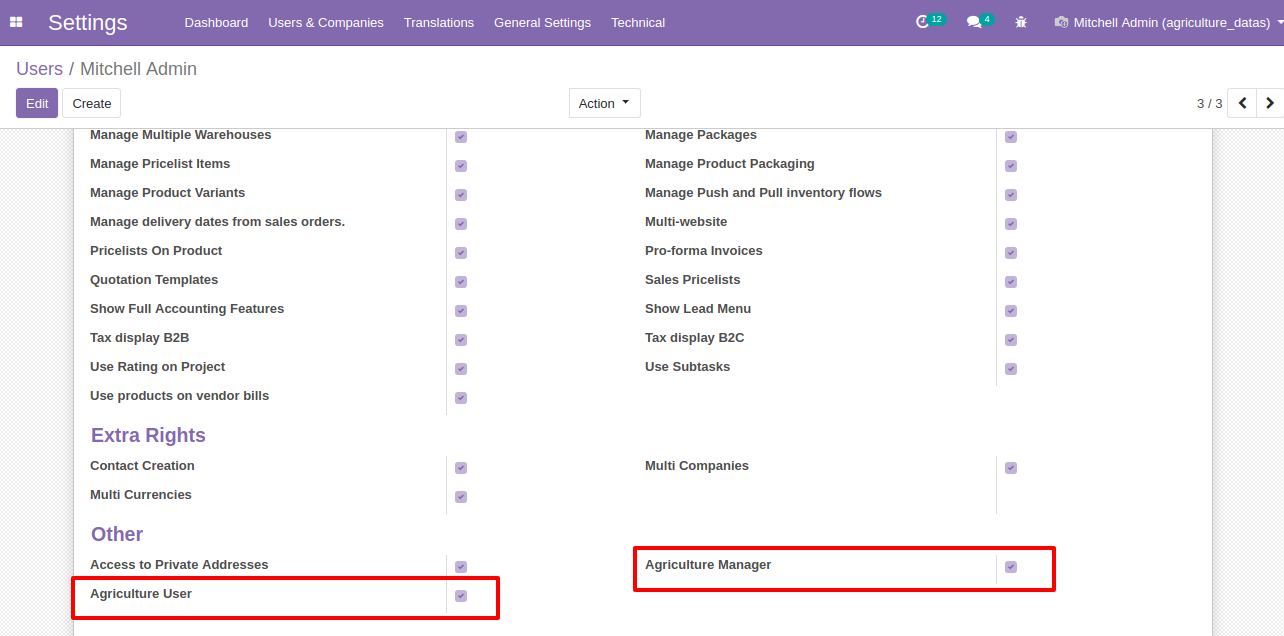 Settings Dashboard Users & Companies Translations General Settings Technical 12 4 Mitchell Admin (agriculture_datas)
Users / Mitchell Admin
Edit Create Action 3 / 3
Manage Multiple Warehouses Manage Packages
Manage Pricelist Items Manage Product Packaging
Manage Product Variants Manage Push and Pull inventory flows
Manage delivery dates from sales orders. Multi-website
Pricelists On Product Pro-forma Invoices
Quotation Templates Sales Pricelists
Show Full Accounting Features Show Lead Menu
Tax display B2B Tax display B2C
Use Rating on Project Use Subtasks
Use products on vendor bills
Extra Rights
Contact Creation Multi Companies
Multi Currencies
Other
Access to Private Addresses Agriculture Manager
Agriculture User